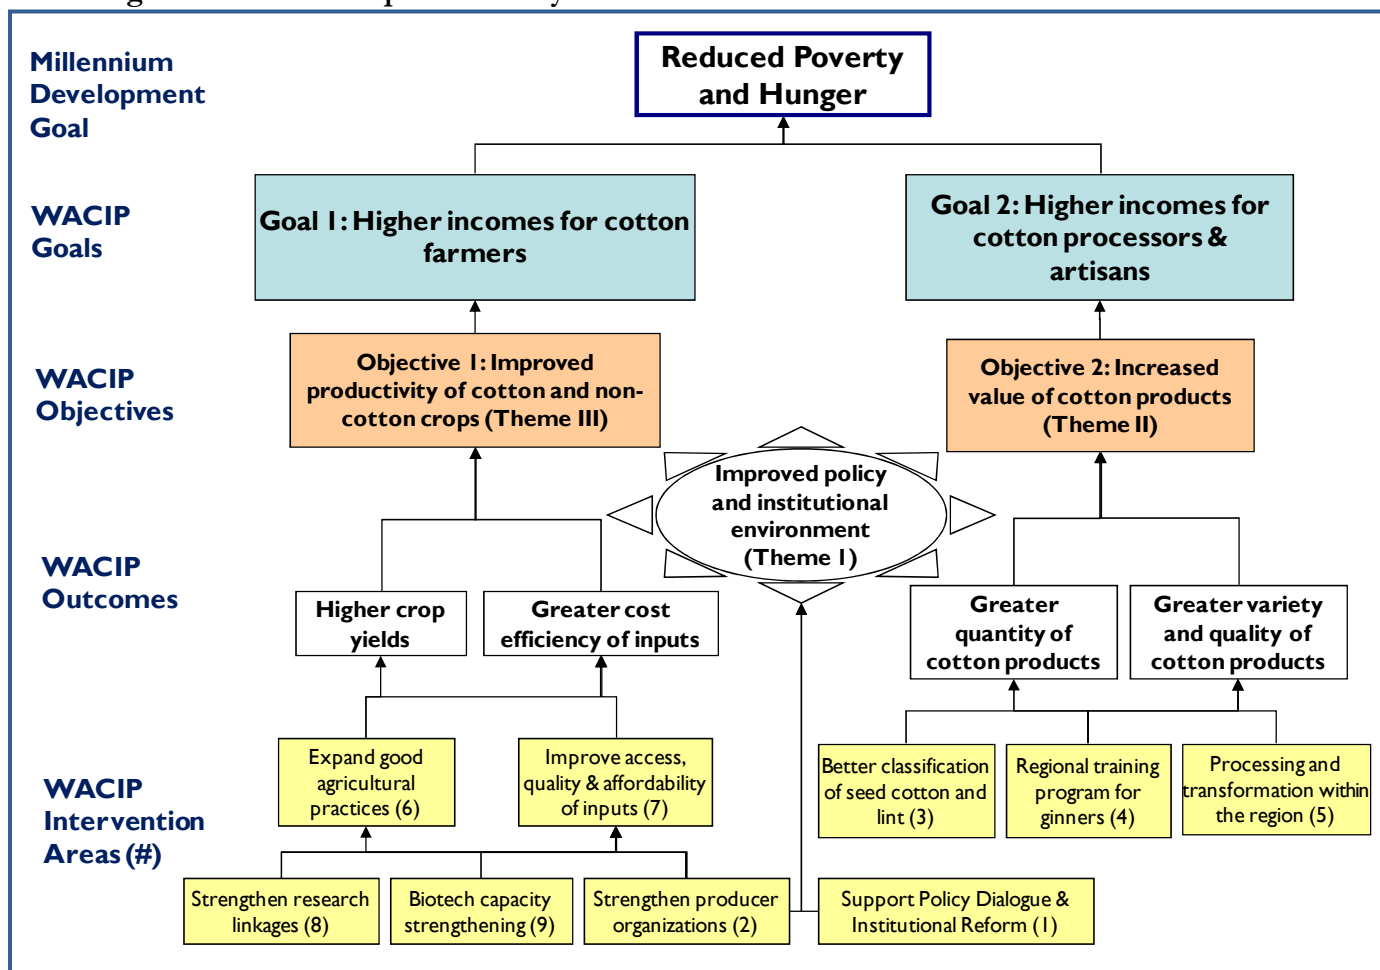 Millennium
Development
Goal
Reduced Poverty
and Hunger
WACIP
Goals
Goal 1: Higher incomes for cotton
farmers
Goal 2: Higher incomes for
cotton processors &
artisans
WACIP
Objectives
Objective 1: Improved
productivity of cotton and non-
cotton crops (Theme III)
Objective 2: Increased
value of cotton products
(Theme II)
Improved policy
and institutional
environment
(Theme 1)
WACIP
Outcomes
Higher crop
yields
Greater cost
efficiency of inputs
Greater
quantity of
cotton products
Greater variety
and quality of
cotton products
WACIP
Intervention
Areas (#)
Expand good
agricultural
practices (6)
Improve access,
quality & affordability
of inputs (7)
Better classification
of seed cotton and
lint (3)
Regional training
program for
ginners (4)
Processing and
transformation within
the region (5)
Strengthen research
linkages (8)
Biotech capacity
strengthening (9)
Strengthen producer
organizations (2)
Support Policy Dialogue &
Institutional Reform (1)